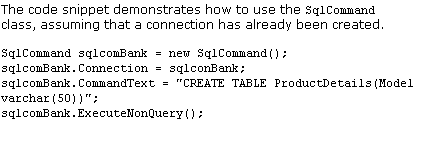 The code snippet demonstrates how to use the SqlCommand
class, assuming that a connection has already been created.
SqlCommand sqlcomBank = new SqlCommand();
sqlcomBank.Connection = sqlconBank;
sqlcomBank.CommandText = "CREATE TABLE ProductDetails(Model
varchar(50))";
sqlcomBank.ExecuteNonQuery();